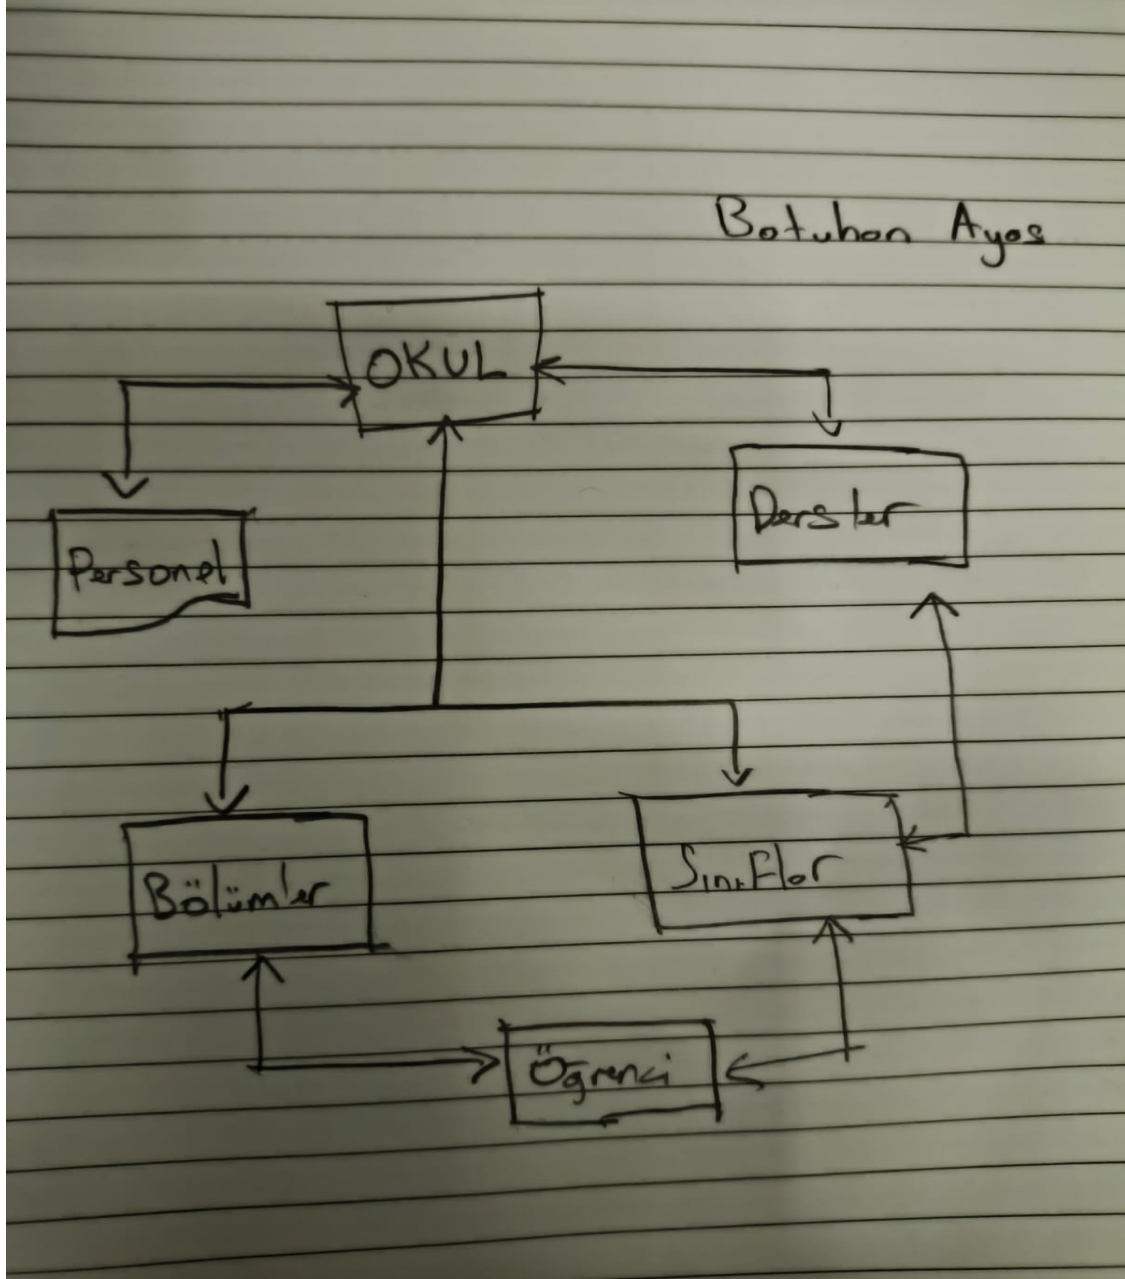 Batuhan Ayas
OKUL
Dersler
Personel
Bölümler
Sınıflar
Öğrenci